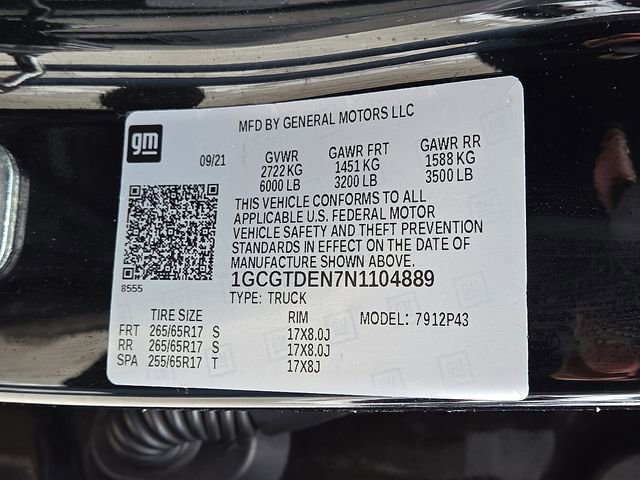 MFD BY GENERAL MOTORS LLC
gm
09/21 GVWR GAWR FRT GAWR RR
2722 KG 1451 KG 1588 KG
6000 LB 3200 LB 3500 LB
THIS VEHICLE CONFORMS TO ALL
APPLICABLE U.S. FEDERAL MOTOR
VEHICLE SAFETY AND THEFT PREVENTION
STANDARDS IN EFFECT ON THE DATE OF
MANUFACTURE SHOWN ABOVE.
8555
1GCGTDEN7N1104889
TYPE: TRUCK
TIRE SIZE RIM MODEL: 7912P43
FRT 265/65R17 S 17X8.0J
RR 265/65R17 S 17X8.0J
SPA 255/65R17 T 17X8J